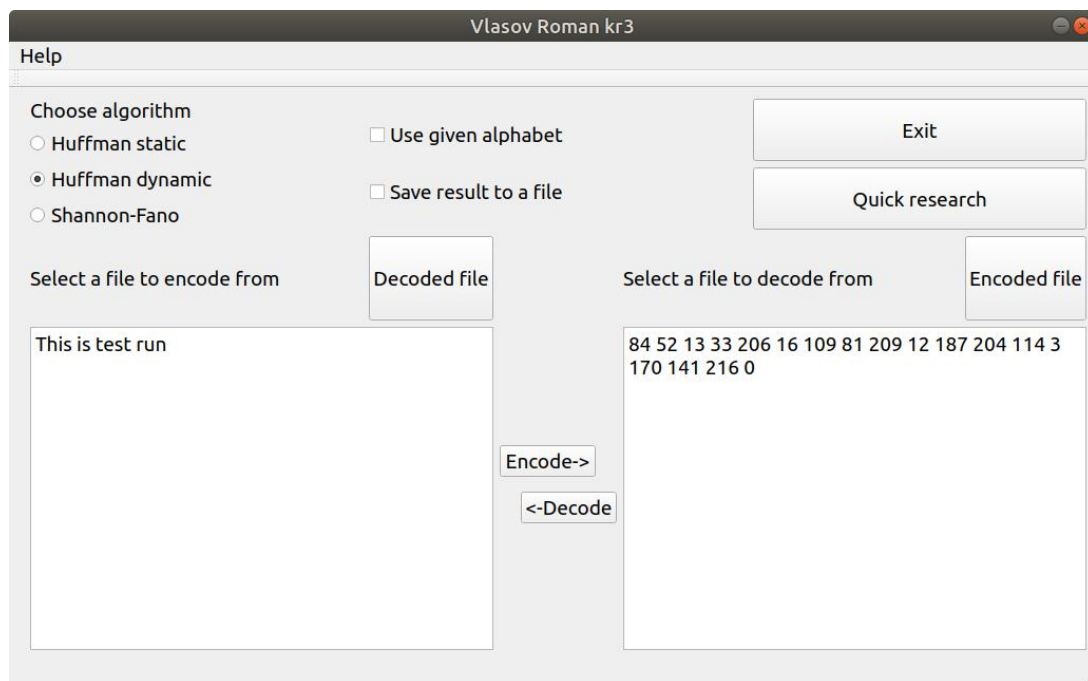 Vlasov Roman kr3
Help
Choose algorithm
Huffman static
Huffman dynamic
Shannon-Fano
Use given alphabet
Save result to a file
Exit
Quick research
Select a file to encode from
Decoded file
Select a file to decode from
Encoded file
This is test run
84 52 13 33 206 16 109 81 209 12 187 204 114 3
170 141 216 0
Encode->
<-Decode